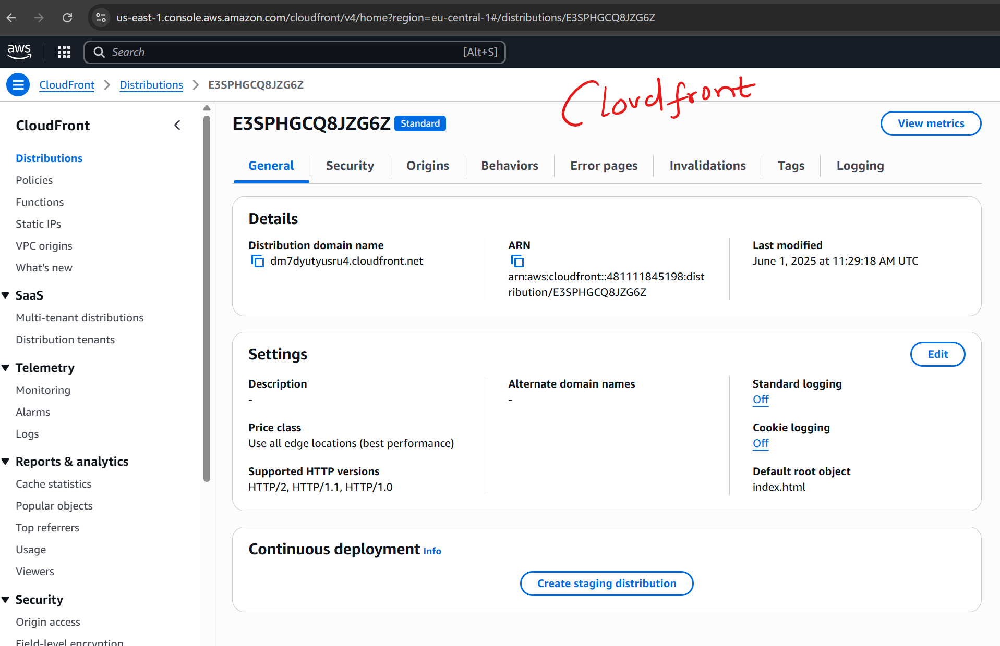 us-east-1.console.aws.amazon.com/cloudfront/v4/home?region=eu-central-1#/distributions/E3SPHGCQ8JZG6Z
aws
Search [Alt+S]
CloudFront > Distributions > E3SPHGCQ8JZG6Z
Cloudfront
CloudFront
Distributions
Policies
Functions
Static IPs
VPC origins
What's new
SaaS
Multi-tenant distributions
Distribution tenants
Telemetry
Monitoring
Alarms
Logs
Reports & analytics
Cache statistics
Popular objects
Top referrers
Usage
Viewers
Security
Origin access
Field-level encryption
E3SPHGCQ8JZG6Z Standard
View metrics
General Security Origins Behaviors Error pages Invalidations Tags Logging
Details
Distribution domain name
dm7dyutyusru4.cloudfront.net
ARN
arn:aws:cloudfront::481111845198:dist
ribution/E3SPHGCQ8JZG6Z
Last modified
June 1, 2025 at 11:29:18 AM UTC
Settings
Edit
Description
-
Price class
Use all edge locations (best performance)
Supported HTTP versions
HTTP/2, HTTP/1.1, HTTP/1.0
Alternate domain names
-
Standard logging
Off
Cookie logging
Off
Default root object
index.html
Continuous deployment Info
Create staging distribution